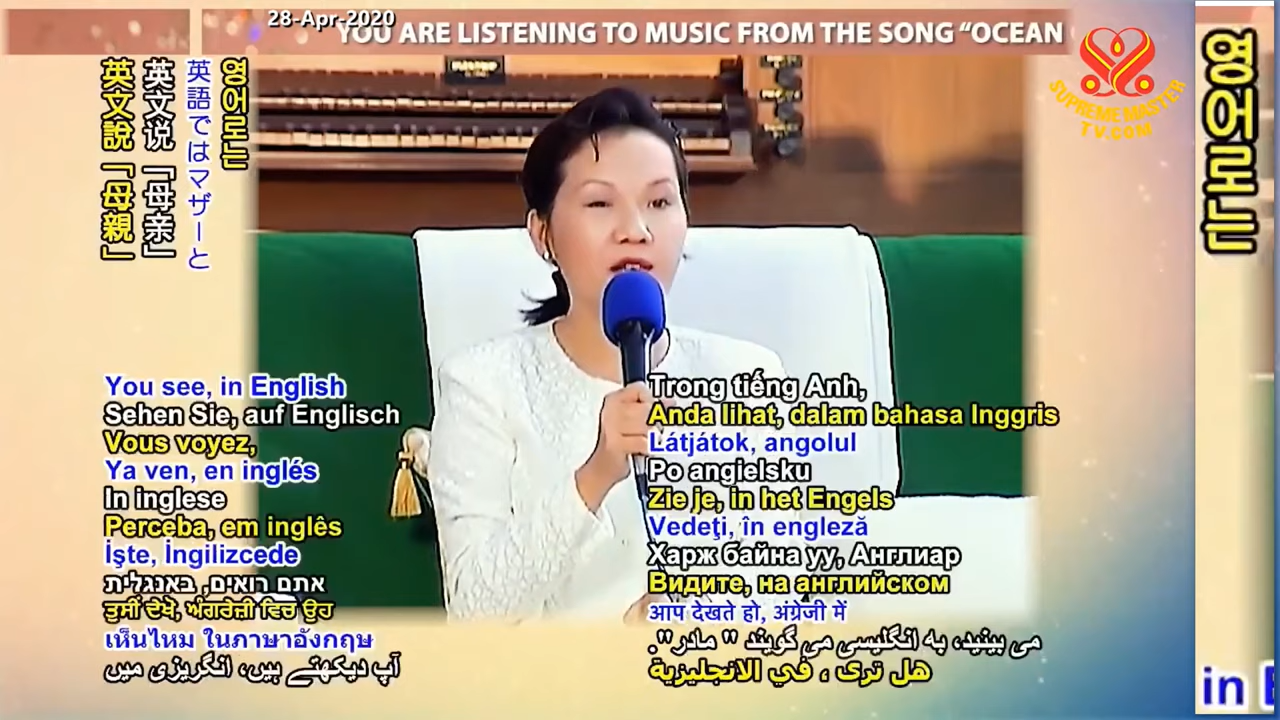 28-Apr-2020
YOU ARE LISTENING TO MUSIC FROM THE SONG “OCEAN
SUPREME MASTER
TV.COM
영어로는
英語ではマザーと
英文说「母亲」
英文說「母親」
You see, in English
Sehen Sie, auf Englisch
Vous voyez,
Ya ven, en inglés
In inglese
Perceba, em inglês
İşte, İngilizcede
אתם רואים, באנגלית
ਤੁਸੀਂ ਦੇਖੋ, ਅੰਗਰੇਜ਼ੀ ਵਿਚ ਉਹ
เห็นไหม ในภาษาอังกฤษ
آپ دیکھتے ہیں، انگریزی میں
Trong tiếng Anh,
Anda lihat, dalam bahasa Inggris
Látjátok, angolul
Po angielsku
Zie je, in het Engels
Vedeţi, în engleză
Харж байна уу, Англиар
Видите, на английском
आप देखते हो, अंग्रेजी में
می بینید، به انگلیسی می گویند " مادر".
هل ترى ، في الانجليزية
영어로는
in E